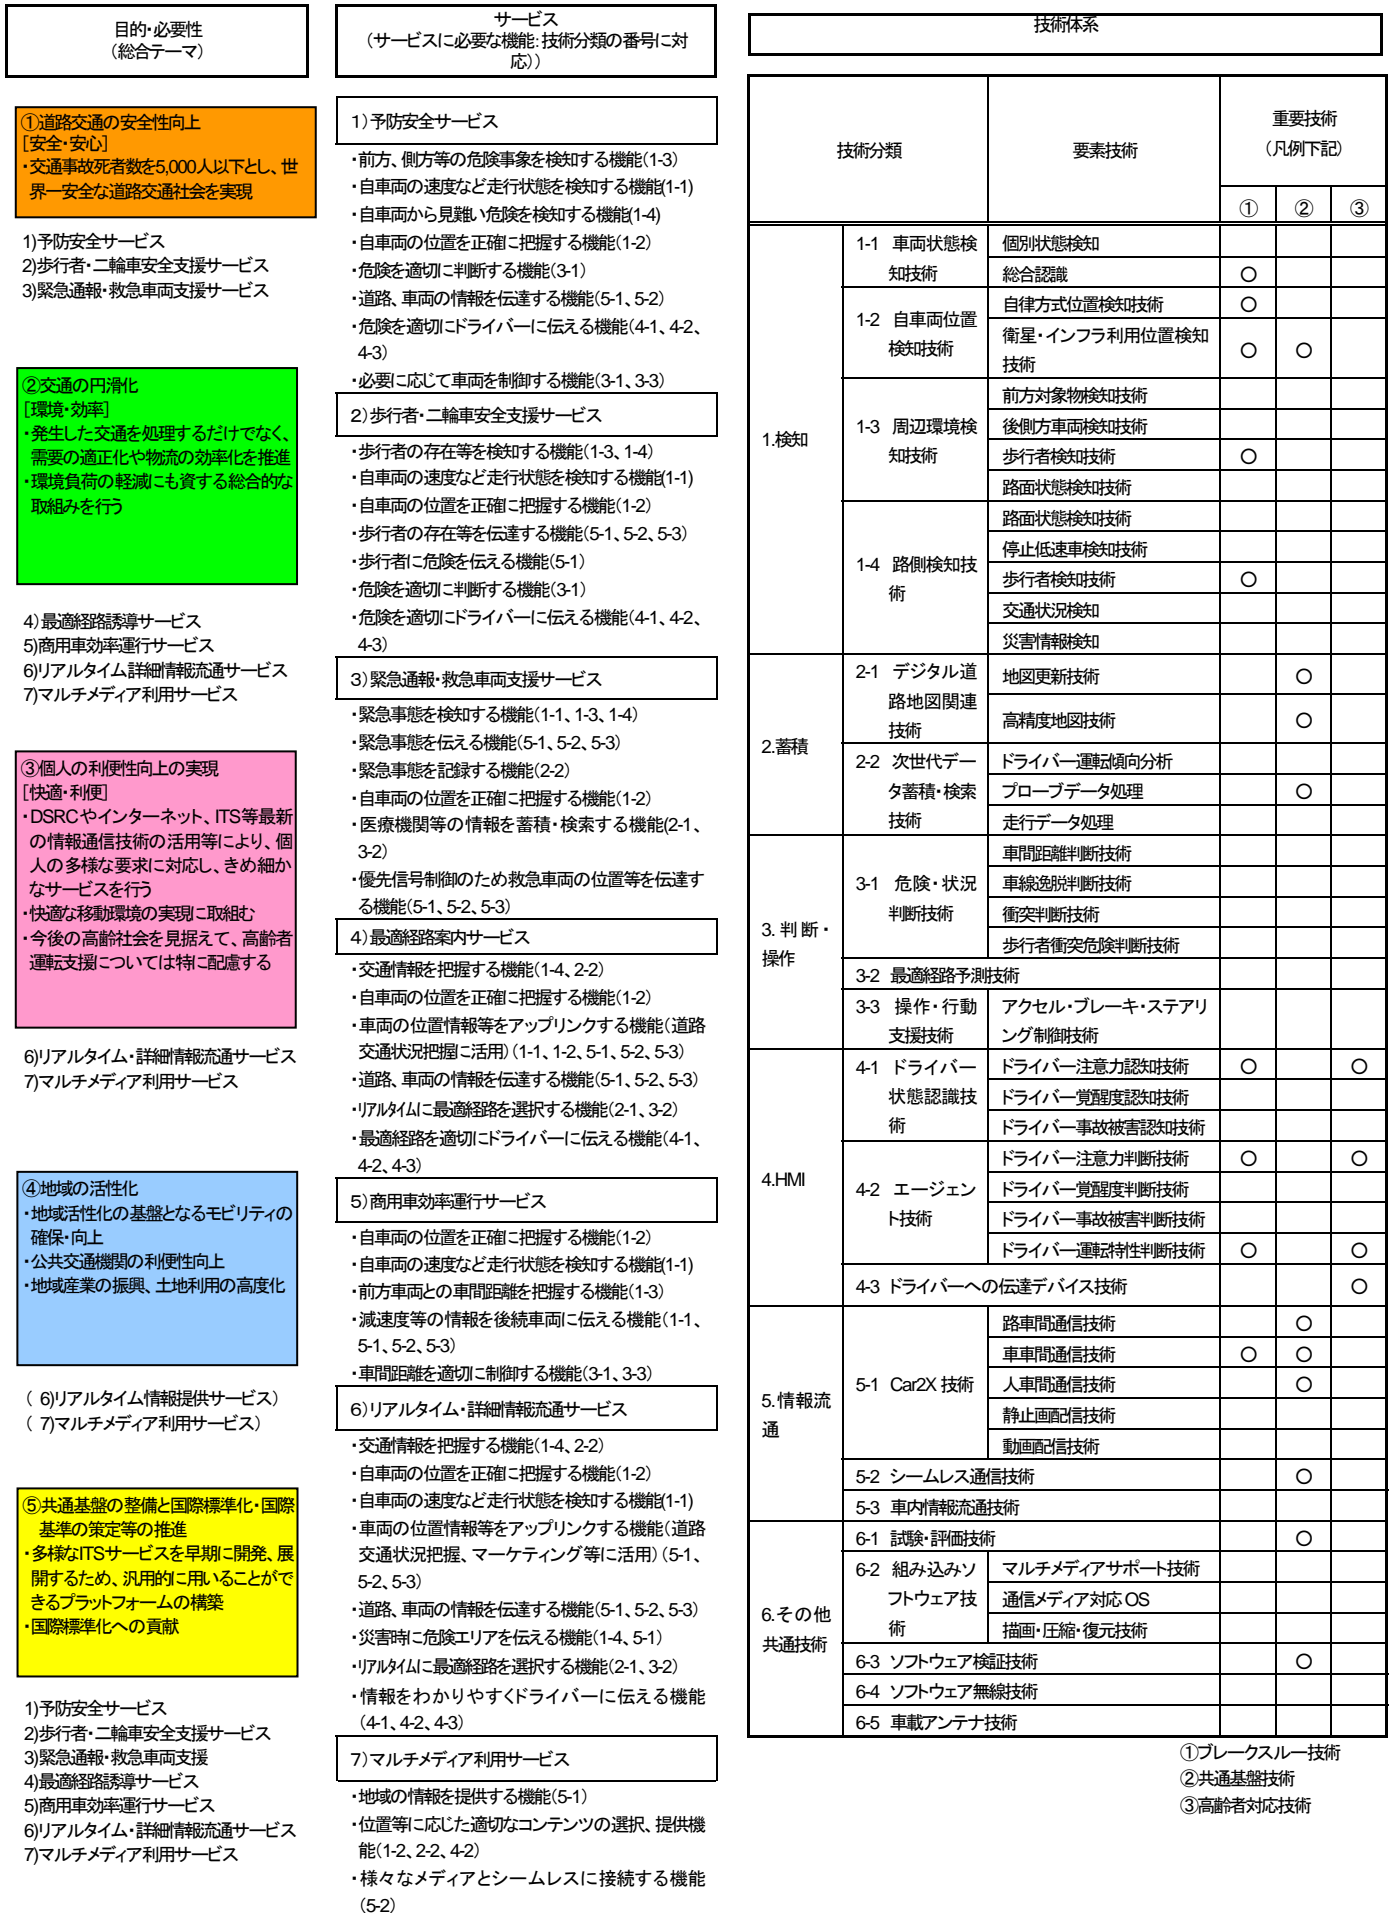 目的・必要性
（総合テーマ）
①道路交通の安全性向上
［安全・安心］
・交通事故死者数を5,000人以下とし、世
界一安全な道路交通社会を実現
1)予防安全サービス
2)歩行者・二輪車安全支援サービス
3)緊急通報・救急車両支援サービス
②交通の円滑化
［環境・効率］
・発生した交通を処理するだけでなく、
需要の適正化や物流の効率化を推進
・環境負荷の軽減にも資する総合的な
取組みを行う
4)最適経路誘導サービス
5)商用車効率運行サービス
6)リアルタイム詳細情報流通サービス
7)マルチメディア利用サービス
③個人の利便性向上の実現
［快適・利便］
・DSRCやインターネット、ITS等最新
の情報通信技術の活用等により、個
人の多様な要求に対応し、きめ細か
なサービスを行う
・快適な移動環境の実現に取組む
・今後の高齢社会を見据えて、高齢者
運転支援については特に配慮する
6)リアルタイム・詳細情報流通サービス
7)マルチメディア利用サービス
④地域の活性化
・地域活性化の基盤となるモビリティの
確保・向上
・公共交通機関の利便性向上
・地域産業の振興、土地利用の高度化
（ 6)リアルタイム情報提供サービス）
（ 7)マルチメディア利用サービス）
⑤共通基盤の整備と国際標準化・国際
基準の策定等の推進
・多様なITSサービスを早期に開発、展
開するため、汎用的に用いることがで
きるプラットフォームの構築
・国際標準化への貢献
1)予防安全サービス
2)歩行者・二輪車安全支援サービス
3)緊急通報・救急車両支援
4)最適経路誘導サービス
5)商用車効率運行サービス
6)リアルタイム・詳細情報流通サービス
7)マルチメディア利用サービス
サービス
（サービスに必要な機能：技術分類の番号に対
応））
1）予防安全サービス
・前方、側方等の危険事象を検知する機能(1-3)
・自車両の速度など走行状態を検知する機能(1-1)
・自車両から見難い危険を検知する機能(1-4)
・自車両の位置を正確に把握する機能(1-2)
・危険を適切に判断する機能(3-1)
・道路、車両の情報を伝達する機能(5-1、5-2)
・危険を適切にドライバーに伝える機能(4-1、4-2、
4-3)
・必要に応じて車両を制御する機能(3-1、3-3)
2）歩行者・二輪車安全支援サービス
・歩行者の存在等を検知する機能(1-3、1-4)
・自車両の速度など走行状態を検知する機能(1-1)
・自車両の位置を正確に把握する機能(1-2)
・歩行者の存在等を伝達する機能(5-1、5-2、5-3)
・歩行者に危険を伝える機能(5-1)
・危険を適切に判断する機能(3-1)
・危険を適切にドライバーに伝える機能(4-1、4-2、
4-3)
3）緊急通報・救急車両支援サービス
・緊急事態を検知する機能(1-1、1-3、1-4)
・緊急事態を伝える機能(5-1、5-2、5-3)
・緊急事態を記録する機能(2-2)
・自車両の位置を正確に把握する機能(1-2)
・医療機関等の情報を蓄積・検索する機能(2-1、
3-2)
・優先信号制御のため救急車両の位置等を伝達す
る機能(5-1、5-2、5-3)
4）最適経路案内サービス
・交通情報を把握する機能(1-4、2-2)
・自車両の位置を正確に把握する機能(1-2)
・車両の位置情報等をアップリンクする機能（道路
交通状況把握に活用）(1-1、1-2、5-1、5-2、5-3)
・道路、車両の情報を伝達する機能(5-1、5-2、5-3)
・ﾘｱﾙﾀｲﾑに最適経路を選択する機能(2-1、3-2)
・最適経路を適切にドライバーに伝える機能(4-1、
4-2、4-3)
5）商用車効率運行サービス
・自車両の位置を正確に把握する機能(1-2)
・自車両の速度など走行状態を検知する機能(1-1)
・前方車両との車間距離を把握する機能(1-3)
・減速度等の情報を後続車両に伝える機能(1-1、
5-1、5-2、5-3)
・車間距離を適切に制御する機能(3-1、3-3)
6）リアルタイム・詳細情報流通サービス
・交通情報を把握する機能(1-4、2-2)
・自車両の位置を正確に把握する機能(1-2)
・自車両の速度など走行状態を検知する機能(1-1)
・車両の位置情報等をアップリンクする機能（道路
交通状況把握、マーケティング等に活用）(5-1、
5-2、5-3)
・道路、車両の情報を伝達する機能(5-1、5-2、5-3)
・災害時に危険エリアを伝える機能(1-4、5-1)
・ﾘｱﾙﾀｲﾑに最適経路を選択する機能(2-1、3-2)
・情報をわかりやすくドライバーに伝える機能
(4-1、4-2、4-3)
7）マルチメディア利用サービス
・地域の情報を提供する機能(5-1)
・位置等に応じた適切なコンテンツの選択、提供機
能(1-2、2-2、4-2)
・様々なメディアとシームレスに接続する機能
(5-2)
技術体系
技術分類 要素技術 重要技術
（凡例下記）
① ② ③
1.検知
1-1 車両状態検
知技術
個別状態検知
総合認識 ○
1-2 自車両位置
検知技術
自律方式位置検知技術 ○
衛星・インフラ利用位置検知
技術 ○ ○
1-3 周辺環境検
知技術
前方対象物検知技術
後側方車両検知技術
歩行者検知技術 ○
路面状態検知技術
1-4 路側検知技
術
路面状態検知技術
停止低速車検知技術
歩行者検知技術 ○
交通状況検知
災害情報検知
2.蓄積
2-1 デジタル道
路地図関連
技術
地図更新技術 ○
高精度地図技術 ○
2-2 次世代デー
タ蓄積・検索
技術
ドライバー運転傾向分析
プローブデータ処理 ○
走行データ処理
3.判断・
操作
3-1 危険・状況
判断技術
車間距離判断技術
車線逸脱判断技術
衝突判断技術
歩行者衝突危険判断技術
3-2 最適経路予測技術
3-3 操作・行動
支援技術
アクセル・ブレーキ・ステアリ
ング制御技術
4.HMI
4-1 ドライバー
状態認識技
術
ドライバー注意力認知技術 ○ ○
ドライバー覚醒度認知技術
ドライバー事故被害認知技術
4-2 エージェン
ト技術
ドライバー注意力判断技術 ○ ○
ドライバー覚醒度判断技術
ドライバー事故被害判断技術
ドライバー運転特性判断技術 ○ ○
4-3 ドライバーへの伝達デバイス技術 ○
5.情報流
通
5-1 Car2X 技術
路車間通信技術 ○
車車間通信技術 ○ ○
人車間通信技術 ○
静止画配信技術
動画配信技術
5-2 シームレス通信技術 ○
5-3 車内情報流通技術
6.その他
共通技術
6-1 試験・評価技術 ○
6-2 組み込みソ
フトウェア技
術
マルチメディアサポート技術
通信メディア対応 OS
描画・圧縮・復元技術
6-3 ソフトウェア検証技術 ○
6-4 ソフトウェア無線技術
6-5 車載アンテナ技術
①ブレークスルー技術
②共通基盤技術
③高齢者対応技術